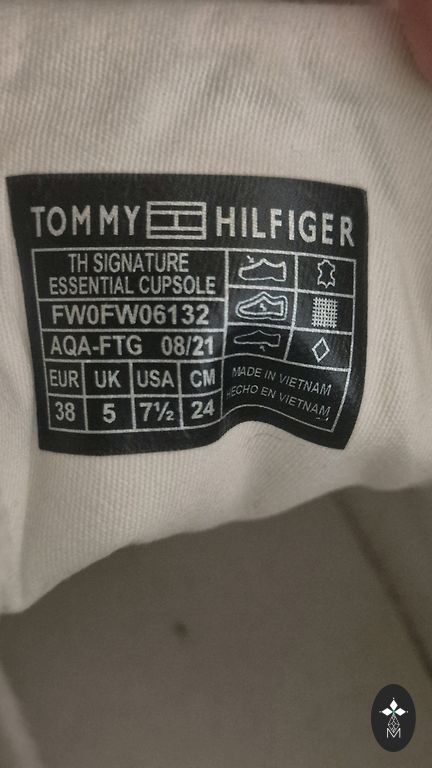 TOMMY HILFIGER
TH SIGNATURE
ESSENTIAL CUPSOLE
FW0FW06132
AQA-FTG 08/21
EUR UK USA CM
38 5 7½ 24
MADE IN VIETNAM
HECHO EN VIETNAM
M